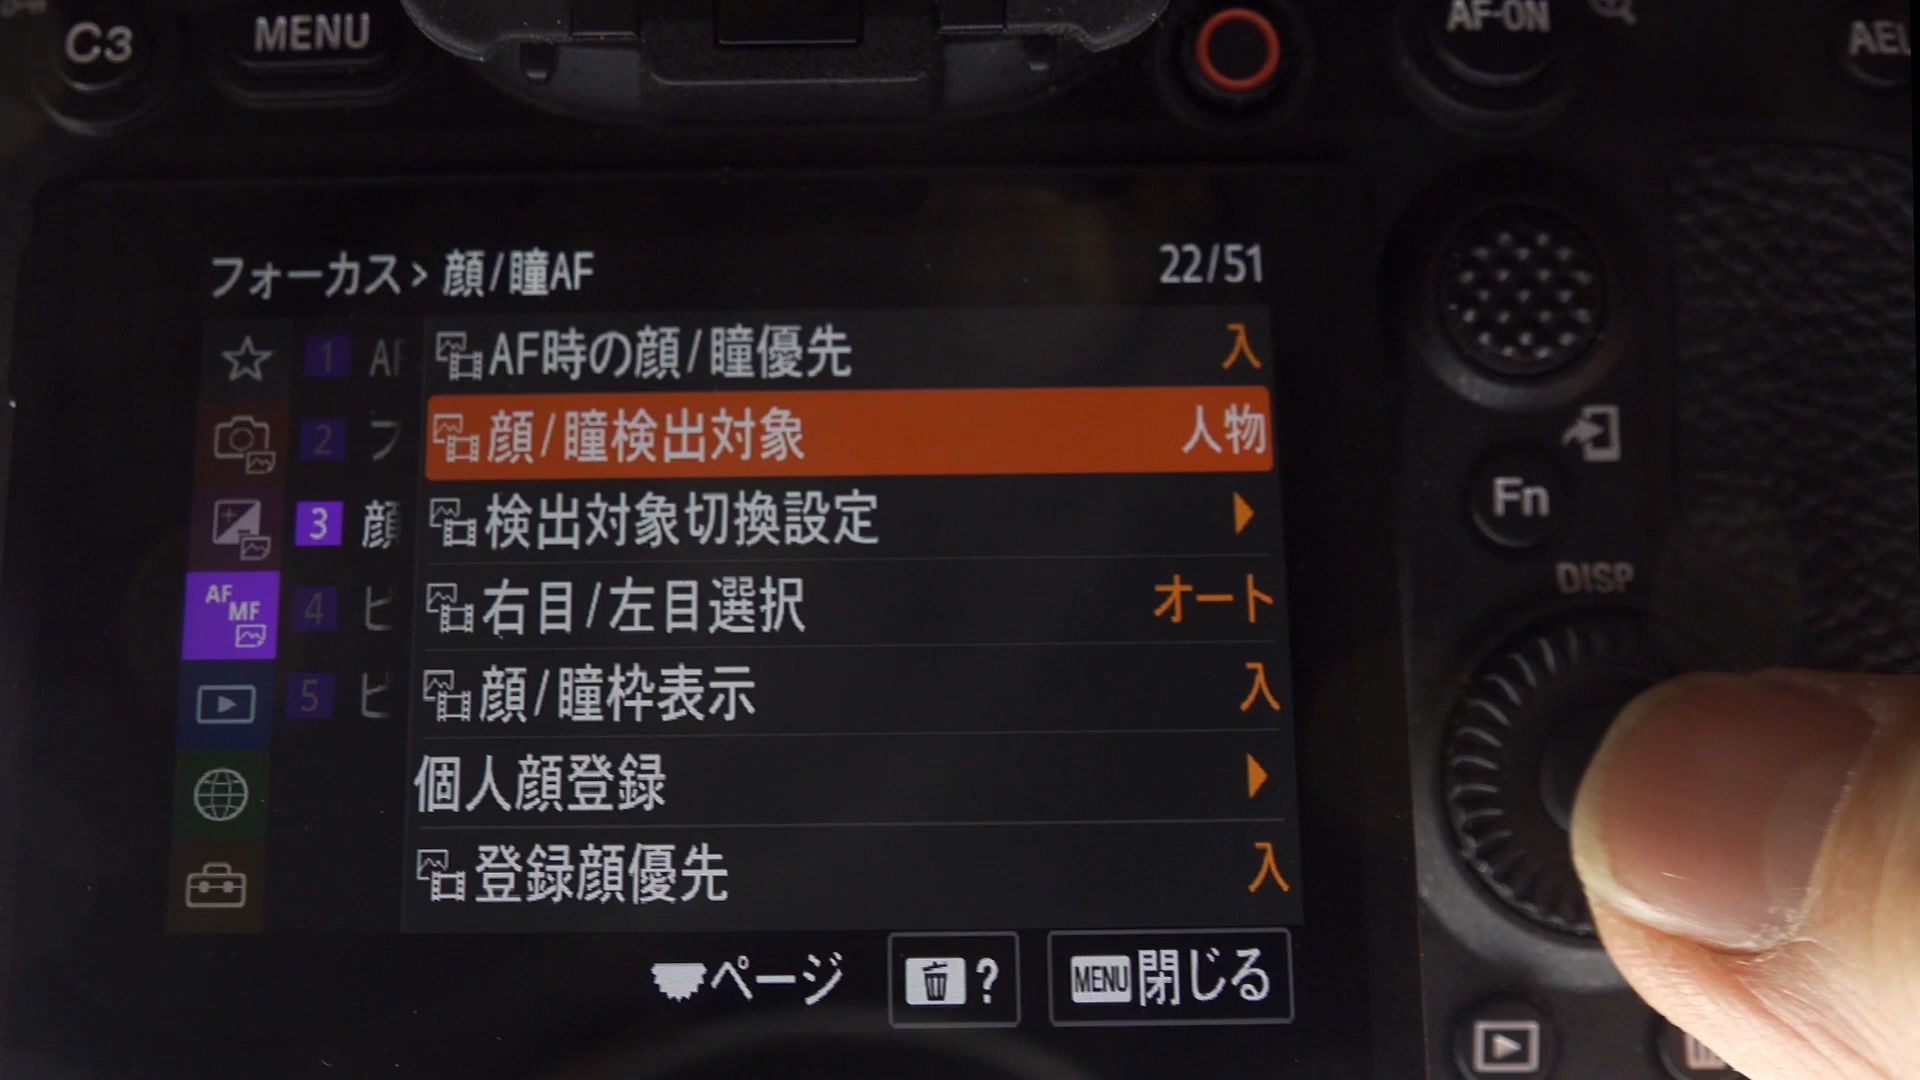 C3
MENU
AF-ON
AEL
フォーカス> 顔/瞳AF
22/51
1 AF
2 フ
3 顔
4 ピ
5 ピ
AF
MF
AF時の顔/瞳優先 入
顔/瞳検出対象 人物
検出対象切換設定
右目/左目選択 オート
顔/瞳枠表示 入
個人顔登録
登録顔優先 入
ページ
?
MENU 閉じる
Fn
DISP